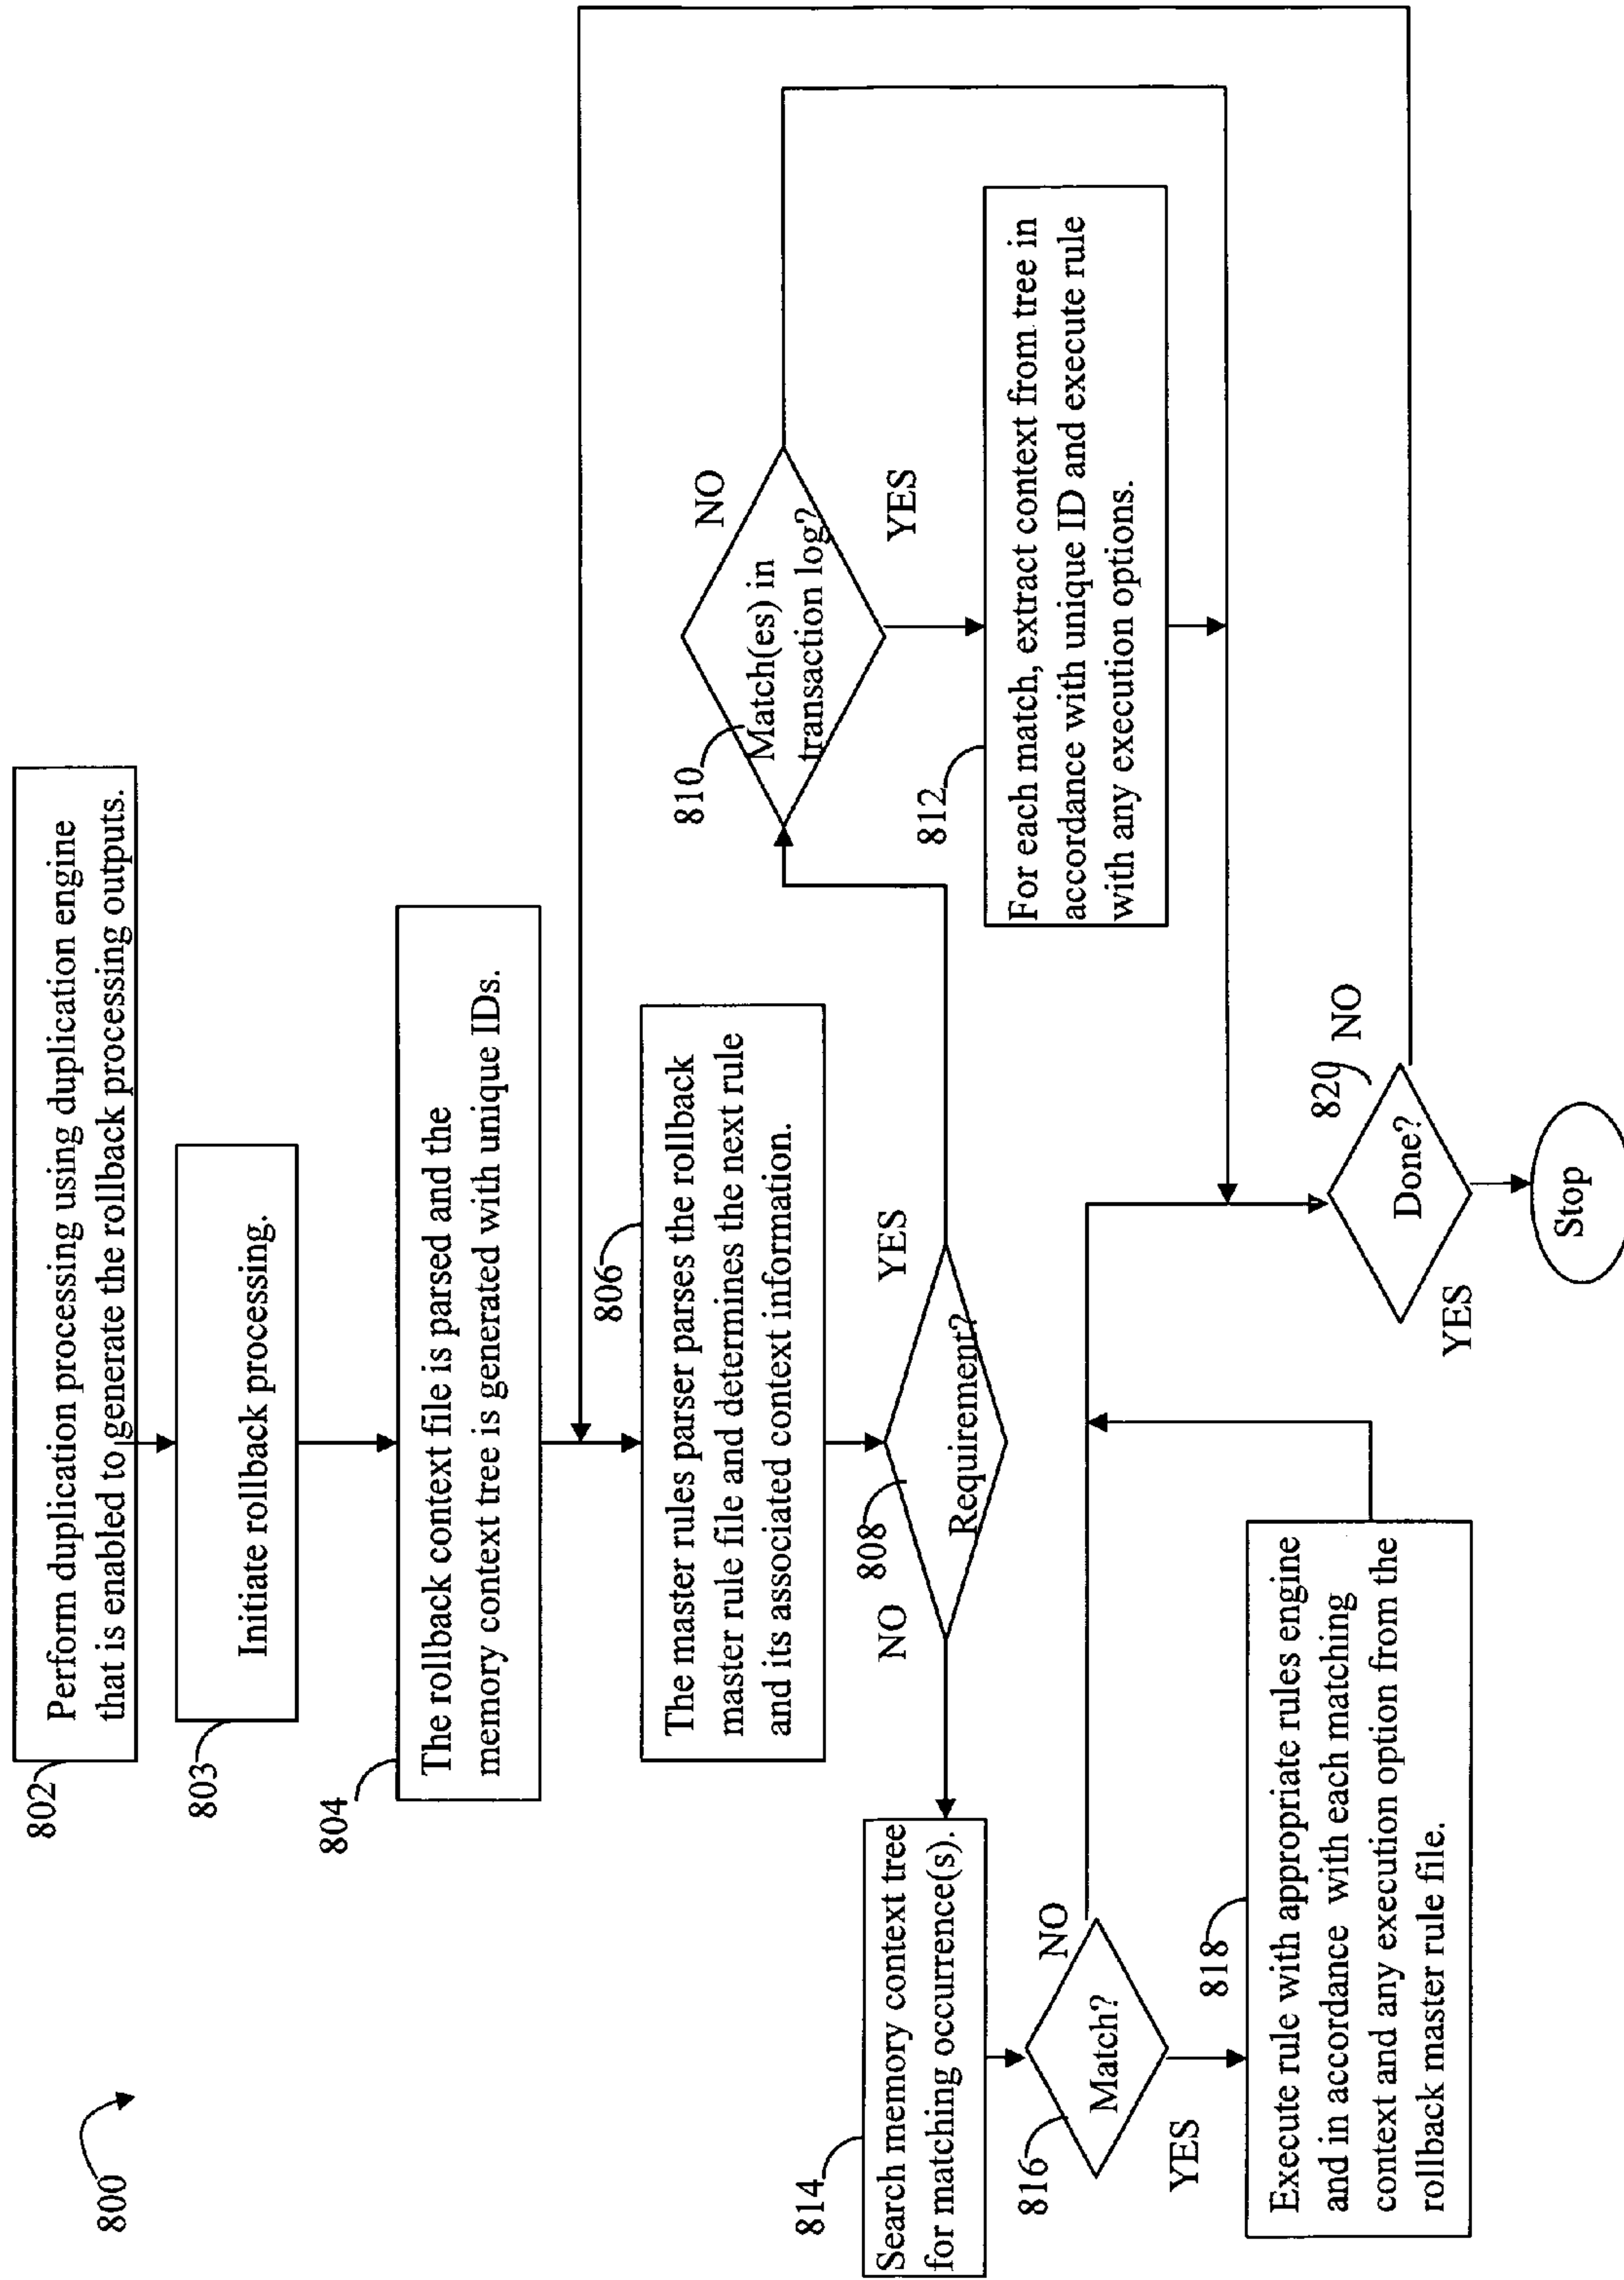 800
802
Perform duplication processing using duplication engine
that is enabled to generate the rollback processing outputs.
803
Initiate rollback processing.
804
The rollback context file is parsed and the
memory context tree is generated with unique IDs.
806
The master rules parser parses the rollback
master rule file and determines the next rule
and its associated context information.
808
Requirement?
NO
YES
810
Match(es) in
transaction log?
NO
YES
812
For each match, extract context from tree in
accordance with unique ID and execute rule
with any execution options.
814
Search memory context tree
for matching occurrence(s).
816
Match?
NO
YES
818
Execute rule with appropriate rules engine
and in accordance with each matching
context and any execution option from the
rollback master rule file.
820
Done?
NO
YES
Stop